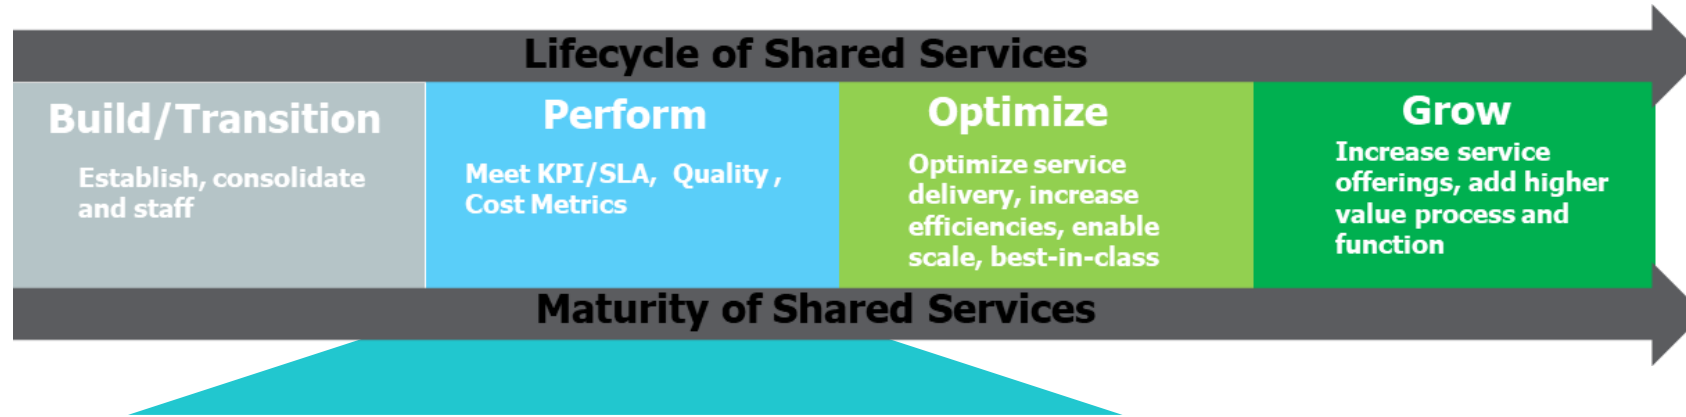 Lifecycle of Shared Services
Build/Transition
Establish, consolidate
and staff
Perform
Meet KPI/SLA, Quality ,
Cost Metrics
Optimize
Optimize service
delivery, increase
efficiencies, enable
scale, best-in-class
Grow
Increase service
offerings, add higher
value process and
function
Maturity of Shared Services